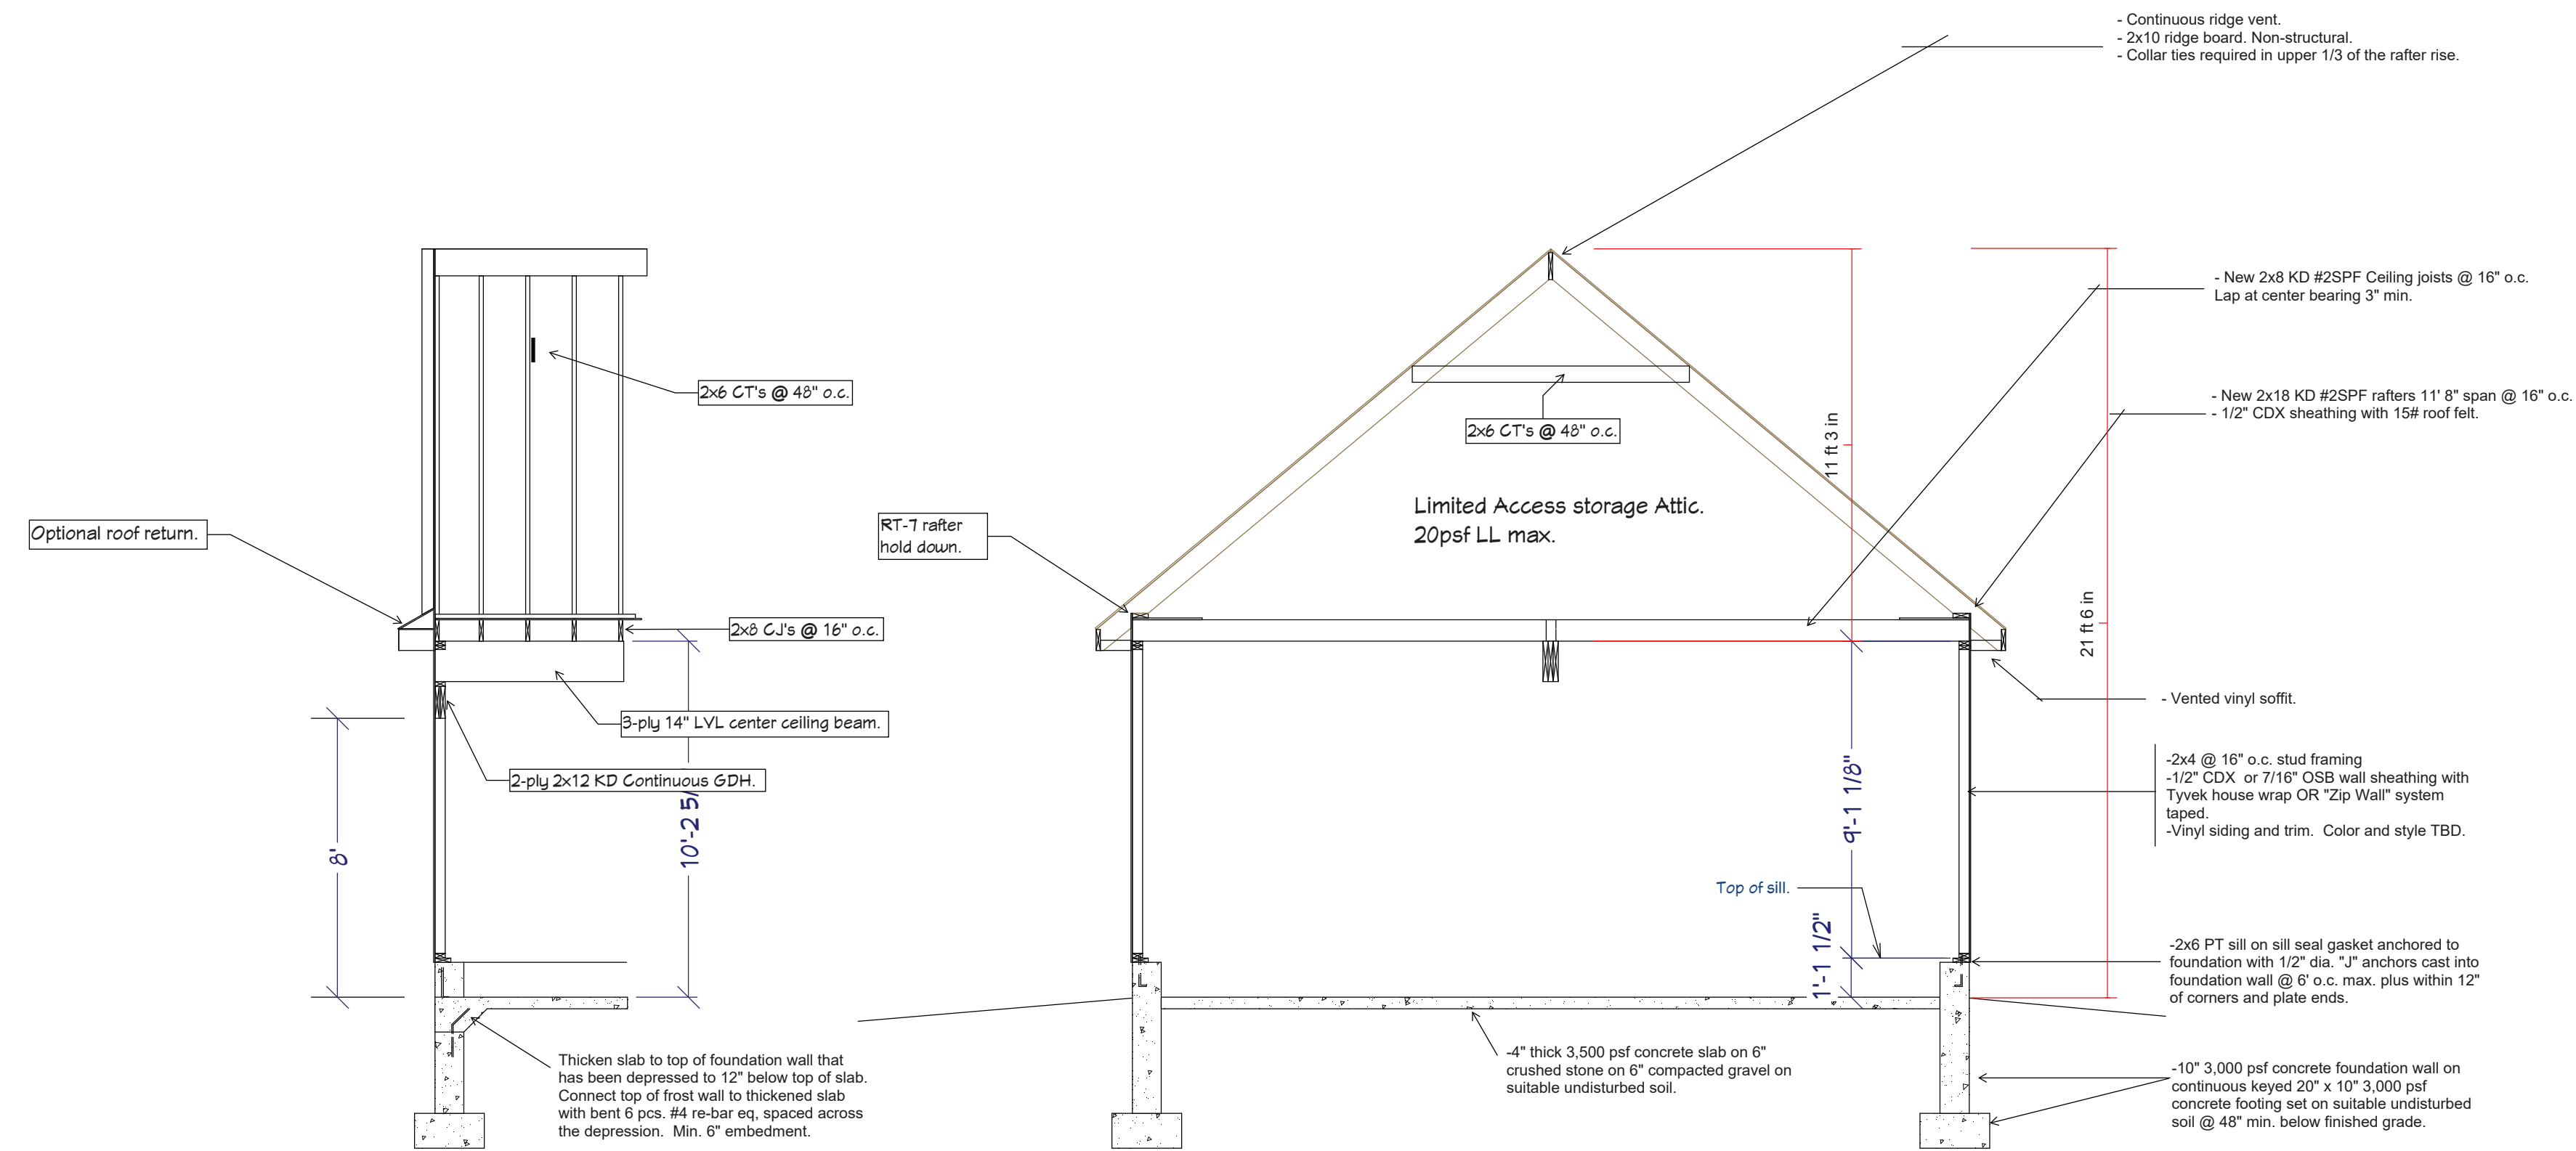 - Continuous ridge vent.
- 2x10 ridge board. Non-structural.
- Collar ties required in upper 1/3 of the rafter rise.
- New 2x8 KD #2SPF Ceiling joists @ 16" o.c.
Lap at center bearing 3" min.
2x6 CT's @ 48" o.c.
- New 2x18 KD #2SPF rafters 11' 8" span @ 16" o.c.
- 1/2" CDX sheathing with 15# roof felt.
2x6 CT's @ 48" o.c.
11 ft 3 in
Limited Access storage Attic.
20psf LL max.
Optional roof return.
RT-7 rafter
hold down.
21 ft 6 in
2x8 CJ's @ 16" o.c.
- Vented vinyl soffit.
3-ply 14" LVL center ceiling beam.
2-ply 2x12 KD Continuous GDH.
-2x4 @ 16" o.c. stud framing
-1/2" CDX  or 7/16" OSB wall sheathing with
Tyvek house wrap OR "Zip Wall" system
taped.
-Vinyl siding and trim.  Color and style TBD.
8'
10'-2 5/
9'-1 1/8"
Top of sill.
1'-1 1/2"
-2x6 PT sill on sill seal gasket anchored to
foundation with 1/2" dia. "J" anchors cast into
foundation wall @ 6' o.c. max. plus within 12"
of corners and plate ends.
Thicken slab to top of foundation wall that
has been depressed to 12" below top of slab.
Connect top of frost wall to thickened slab
with bent 6 pcs. #4 re-bar eq, spaced across
the depression.  Min. 6" embedment.
-4" thick 3,500 psf concrete slab on 6"
crushed stone on 6" compacted gravel on
suitable undisturbed soil.
-10" 3,000 psf concrete foundation wall on
continuous keyed 20" x 10" 3,000 psf
concrete footing set on suitable undisturbed
soil @ 48" min. below finished grade.